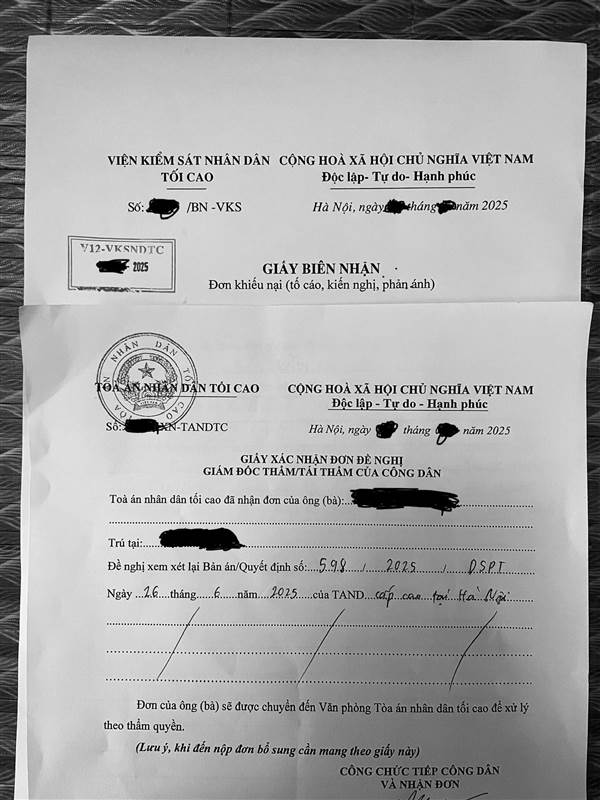 VIỆN KIỂM SÁT NHÂN DÂN
TỐI CAO
CỘNG HOÀ XÃ HỘI CHỦ NGHĨA VIỆT NAM
Độc lập- Tự do- Hạnh phúc
Số: /BN -VKS
Hà Nội, ngày tháng năm 2025
V12-VKSNDTC
2025
GIẤY BIÊN NHẬN
Đơn khiếu nại (tố cáo, kiến nghị, phản ánh)
TOÀ ÁN NHÂN DÂN TỐI CAO
TOÀ ÁN NHÂN DÂN TỐI CAO
CỘNG HOÀ XÃ HỘI CHỦ NGHĨA VIỆT NAM
Độc lập - Tự do - Hạnh phúc
Số: XN-TANDTC
Hà Nội, ngày tháng năm 2025
GIẤY XÁC NHẬN ĐƠN ĐỀ NGHỊ
GIÁM ĐỐC THẨM/TÁI THẨM CỦA CÔNG DÂN
Toà án nhân dân tối cao đã nhận đơn của ông (bà):
Trú tại:
Đề nghị xem xét lại Bản án/Quyết định số: 598 / 2025 / DSPT
Ngày 26 tháng 6 năm 2025 của TAND cấp cao tại Hà Nội
Đơn của ông (bà) sẽ được chuyển đến Văn phòng Tòa án nhân dân tối cao để xử lý
theo thẩm quyền.
(Lưu ý, khi đến nộp đơn bổ sung cần mang theo giấy này)
CÔNG CHỨC TIẾP CÔNG DÂN
VÀ NHẬN ĐƠN